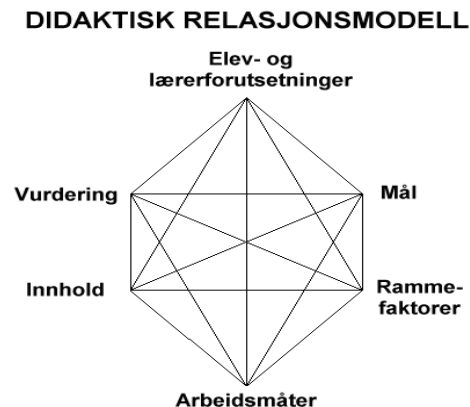 DIDAKTISK RELASJONSMODELL
Elev- og
lærerforutsetninger
Vurdering
Mål
Innhold
Ramme-
faktorer
Arbeidsmåter